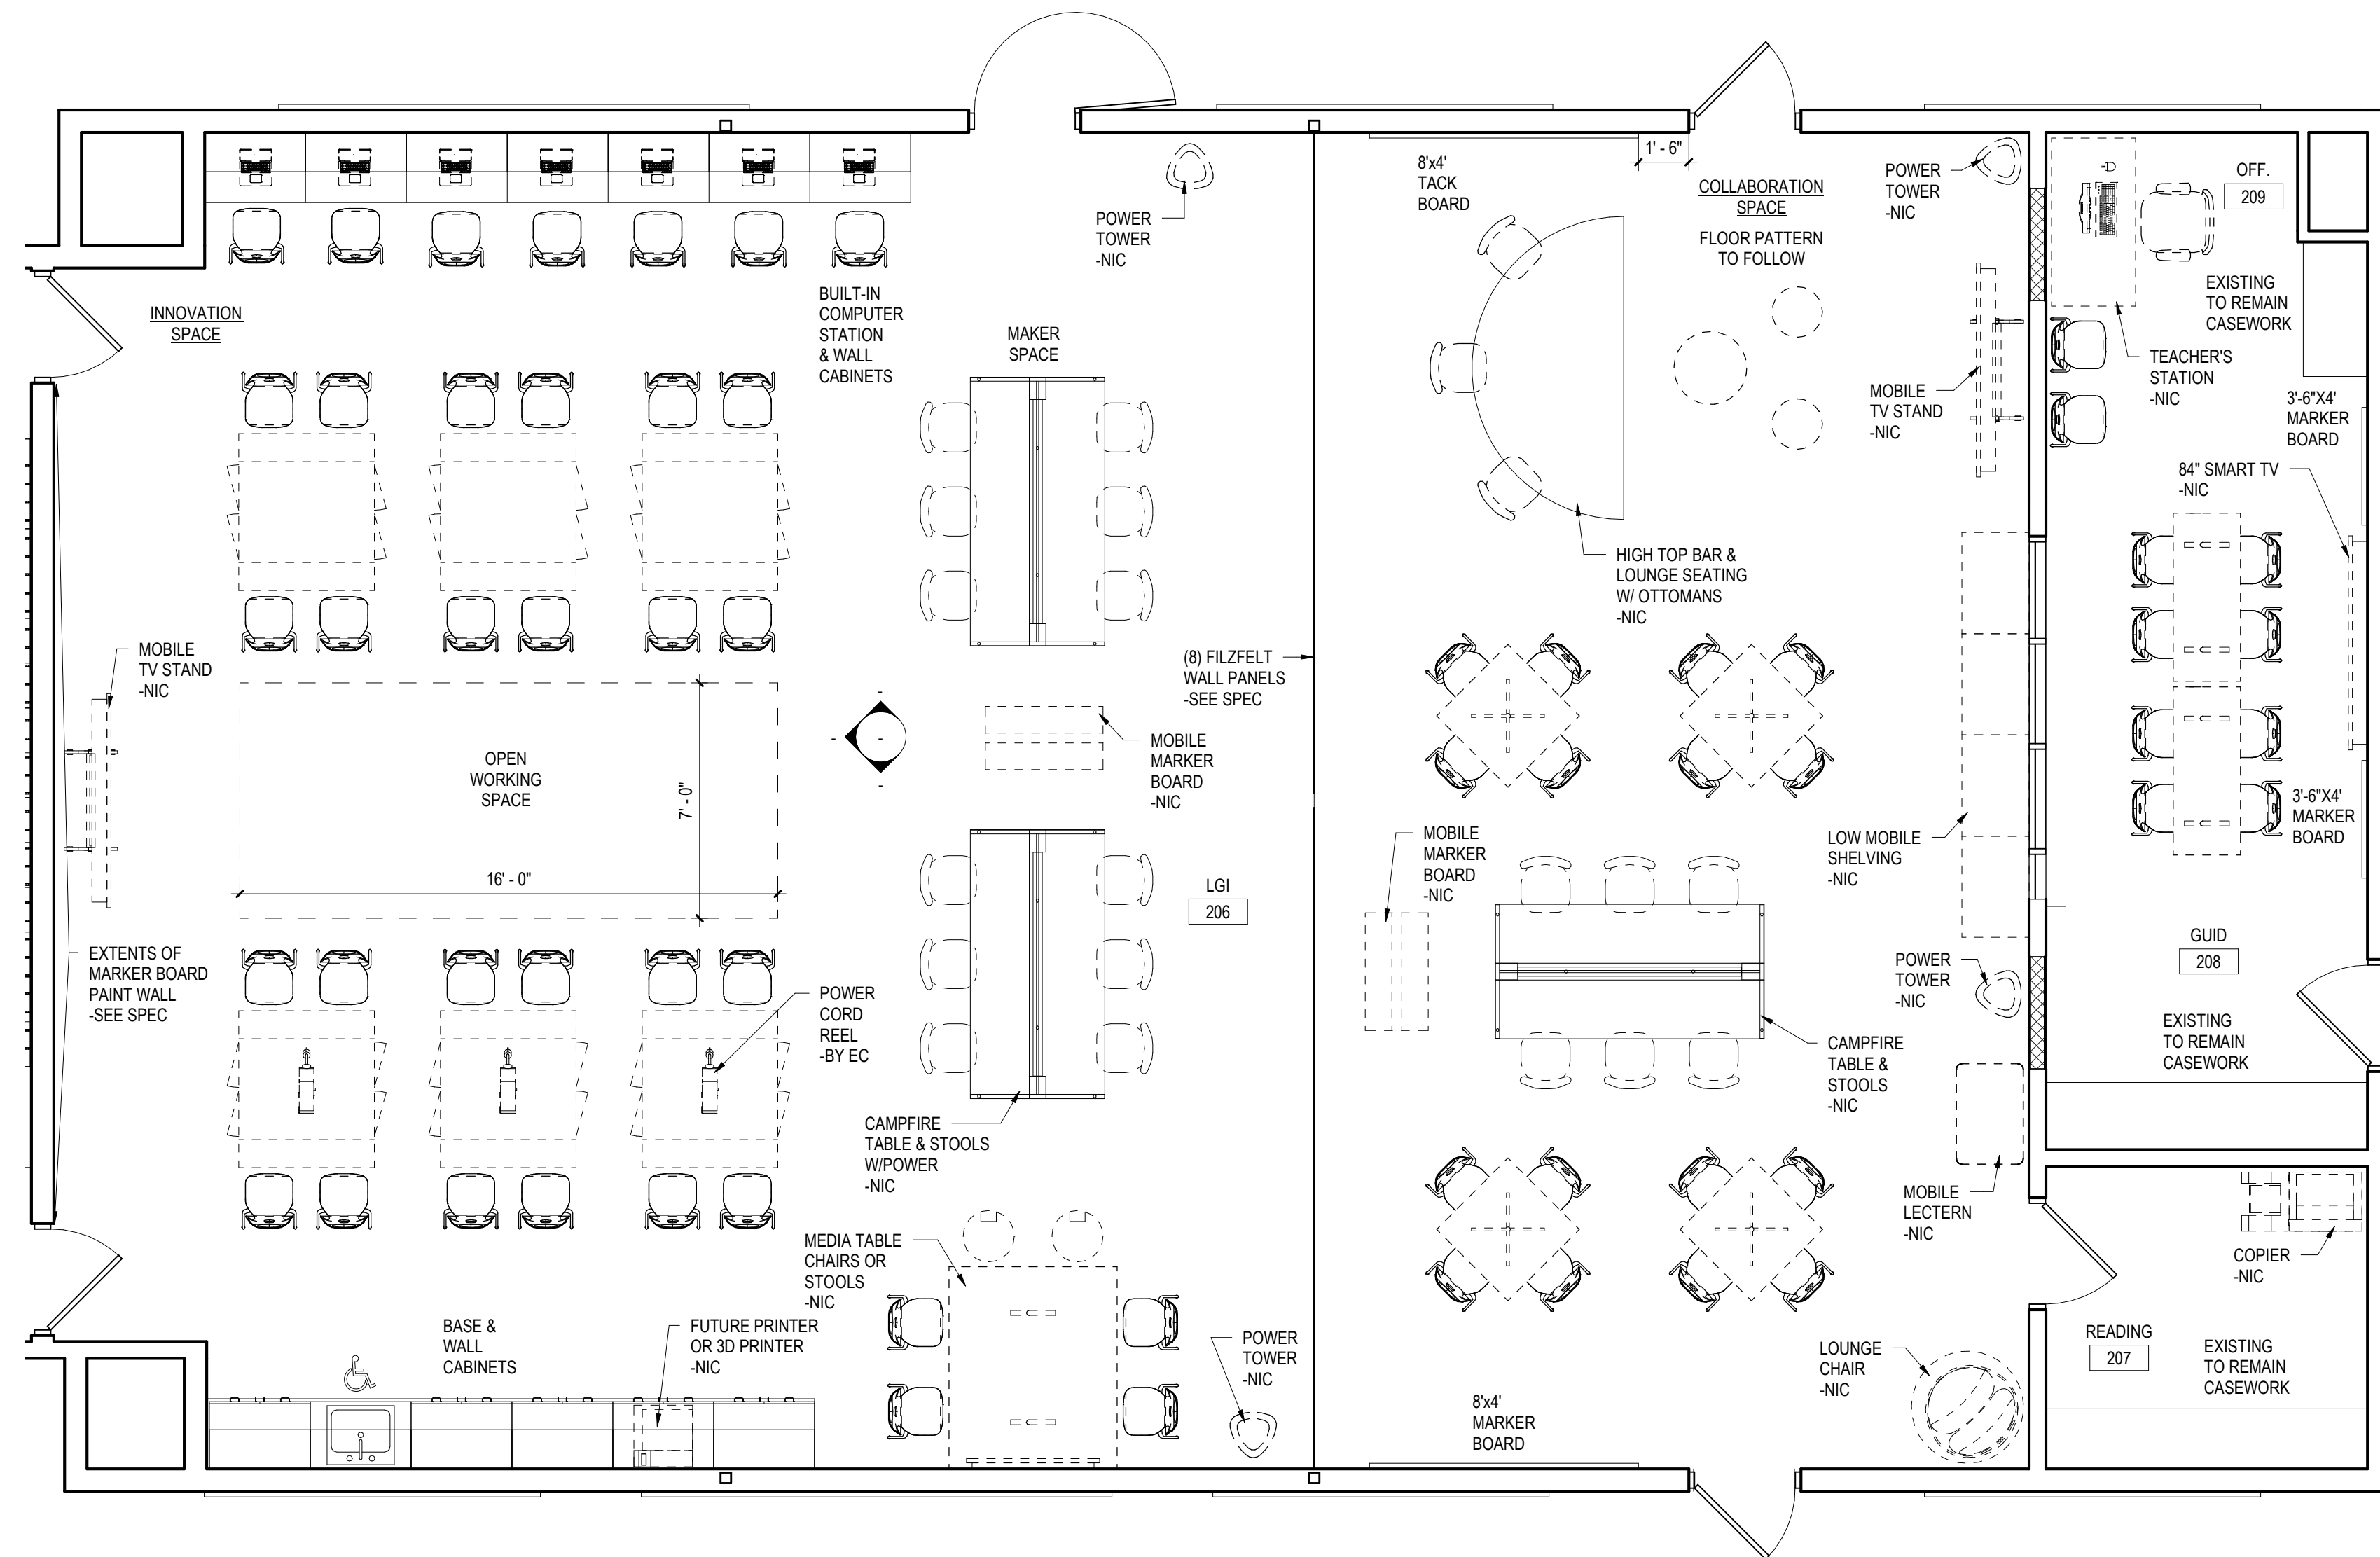 INNOVATION
SPACE
BUILT-IN
COMPUTER
STATION
& WALL
CABINETS
POWER
TOWER
-NIC
MAKER
SPACE
MOBILE
TV STAND
-NIC
OPEN
WORKING
SPACE
7' - 0"
16' - 0"
(8) FILZFELT
WALL PANELS
-SEE SPEC
MOBILE
MARKER
BOARD
-NIC
LGI
206
EXTENTS OF
MARKER BOARD
PAINT WALL
-SEE SPEC
POWER
CORD
REEL
-BY EC
CAMPFIRE
TABLE & STOOLS
W/POWER
-NIC
MEDIA TABLE
CHAIRS OR
STOOLS
-NIC
BASE &
WALL
CABINETS
FUTURE PRINTER
OR 3D PRINTER
-NIC
POWER
TOWER
-NIC
8'x4'
TACK
BOARD
1' - 6"
COLLABORATION
SPACE
FLOOR PATTERN
TO FOLLOW
POWER
TOWER
-NIC
MOBILE
TV STAND
-NIC
HIGH TOP BAR &
LOUNGE SEATING
W/ OTTOMANS
-NIC
MOBILE
MARKER
BOARD
-NIC
LOW MOBILE
SHELVING
-NIC
POWER
TOWER
-NIC
CAMPFIRE
TABLE &
STOOLS
-NIC
MOBILE
LECTERN
-NIC
LOUNGE
CHAIR
-NIC
8'x4'
MARKER
BOARD
OFF.
209
EXISTING
TO REMAIN
CASEWORK
TEACHER'S
STATION
-NIC
3'-6"X4'
MARKER
BOARD
84" SMART TV
-NIC
3'-6"X4'
MARKER
BOARD
GUID
208
EXISTING
TO REMAIN
CASEWORK
COPIER
-NIC
READING
207
EXISTING
TO REMAIN
CASEWORK